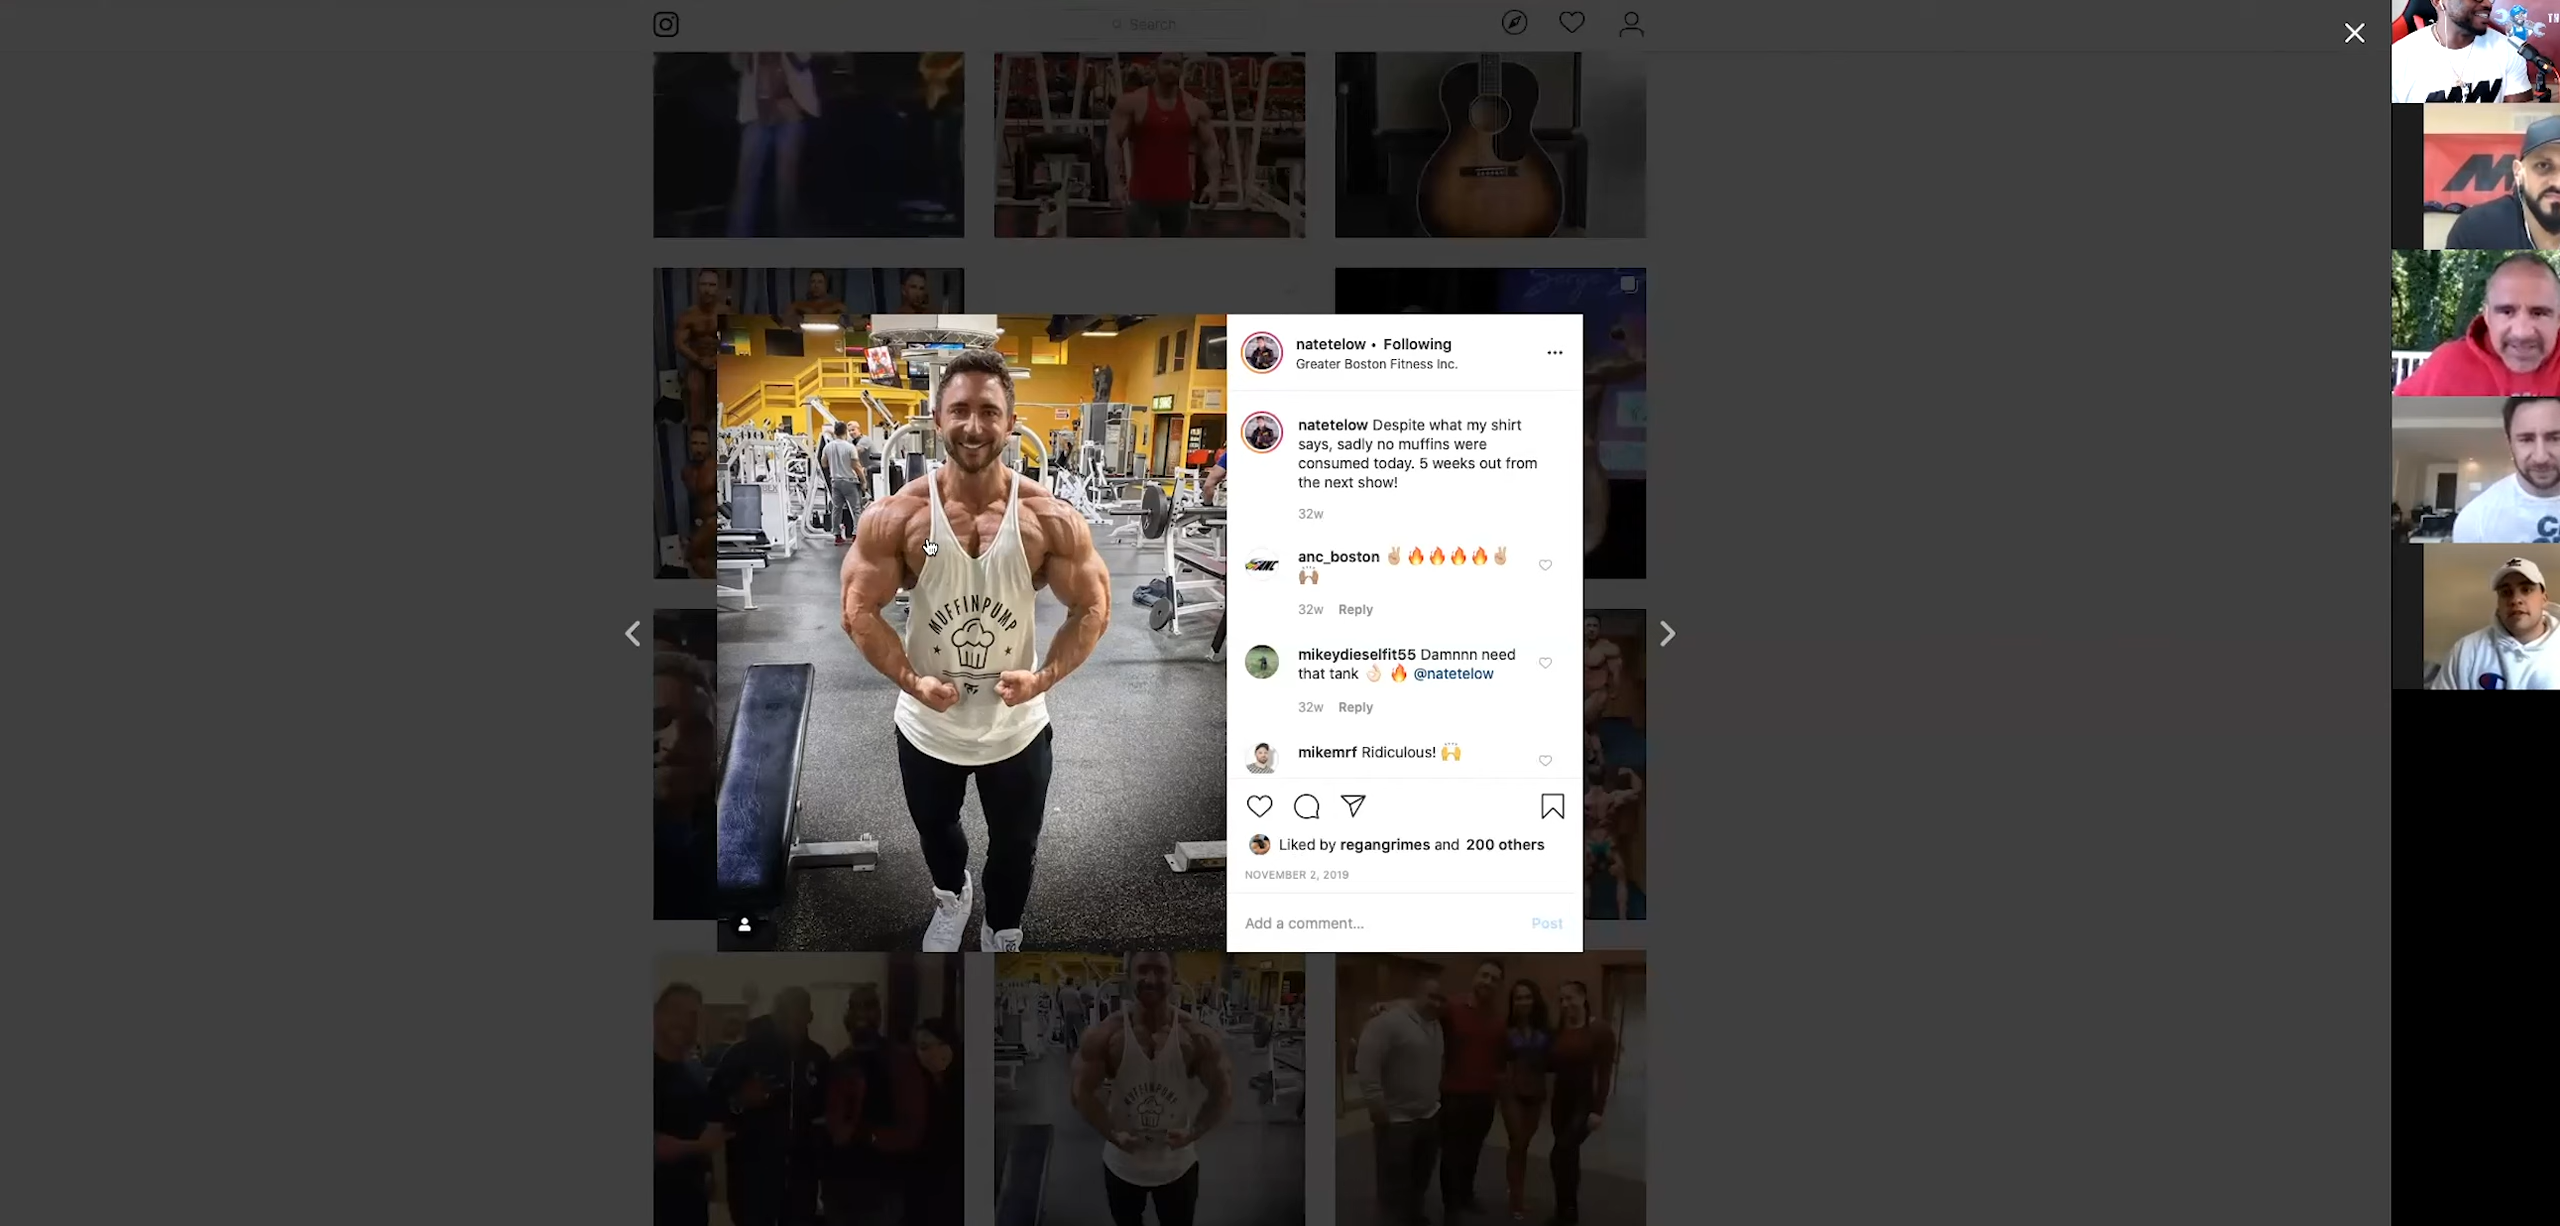 Search
natetelow • Following
Greater Boston Fitness Inc.
natetelow Despite what my shirt
says, sadly no muffins were
consumed today. 5 weeks out from
the next show!
32w
anc_boston ✌🏼🔥🔥🔥🔥✌🏼
🙌🏽
32w Reply
mikeydieselfit55 Damnnn need
that tank 👌🏻 🔥 @natetelow
32w Reply
mikemrf Ridiculous! 🙌
Liked by regangrimes and 200 others
NOVEMBER 2, 2019
Add a comment...
Post
MUFFINPUMP
MUFFINPUMP
TH